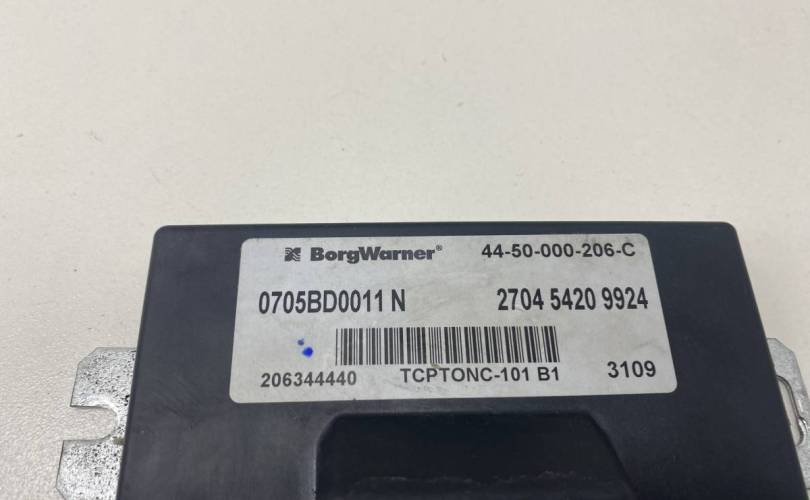 BorgWarner® 44-50-000-206-C
0705BD0011 N 2704 5420 9924
206344440 TCPTONC-101 B1 3109